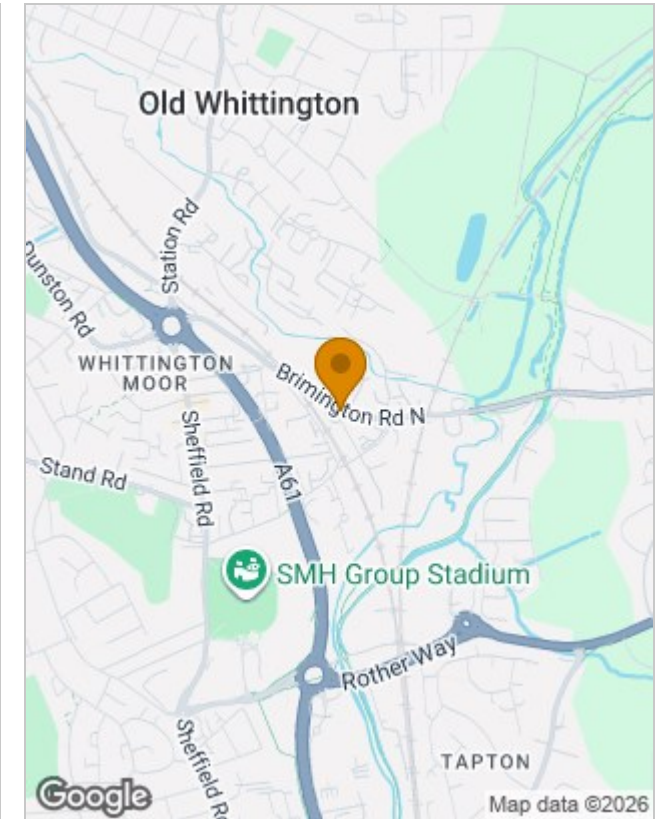 Old Whittington
Station Rd
Dunston Rd
WHITTINGTON
MOOR
Brimington Rd N
Sheffield Rd
A61
Stand Rd
SMH Group Stadium
Rother Way
Sheffield Rd
TAPTON
Google
Map data ©2026